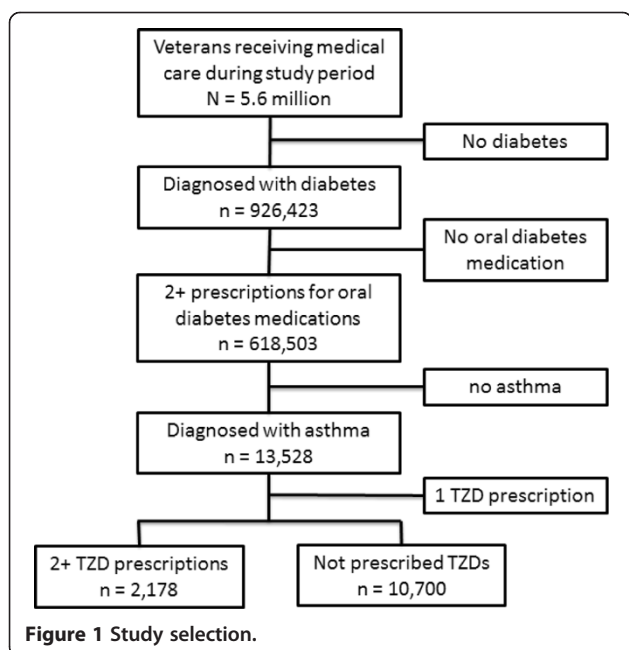 Veterans receiving medical
care during study period
N = 5.6 million
No diabetes
Diagnosed with diabetes
n = 926,423
No oral diabetes
medication
2+ prescriptions for oral
diabetes medications
n = 618,503
no asthma
Diagnosed with asthma
n = 13,528
1 TZD prescription
2+ TZD prescriptions
n = 2,178
Not prescribed TZDs
n = 10,700
Figure 1 Study selection.